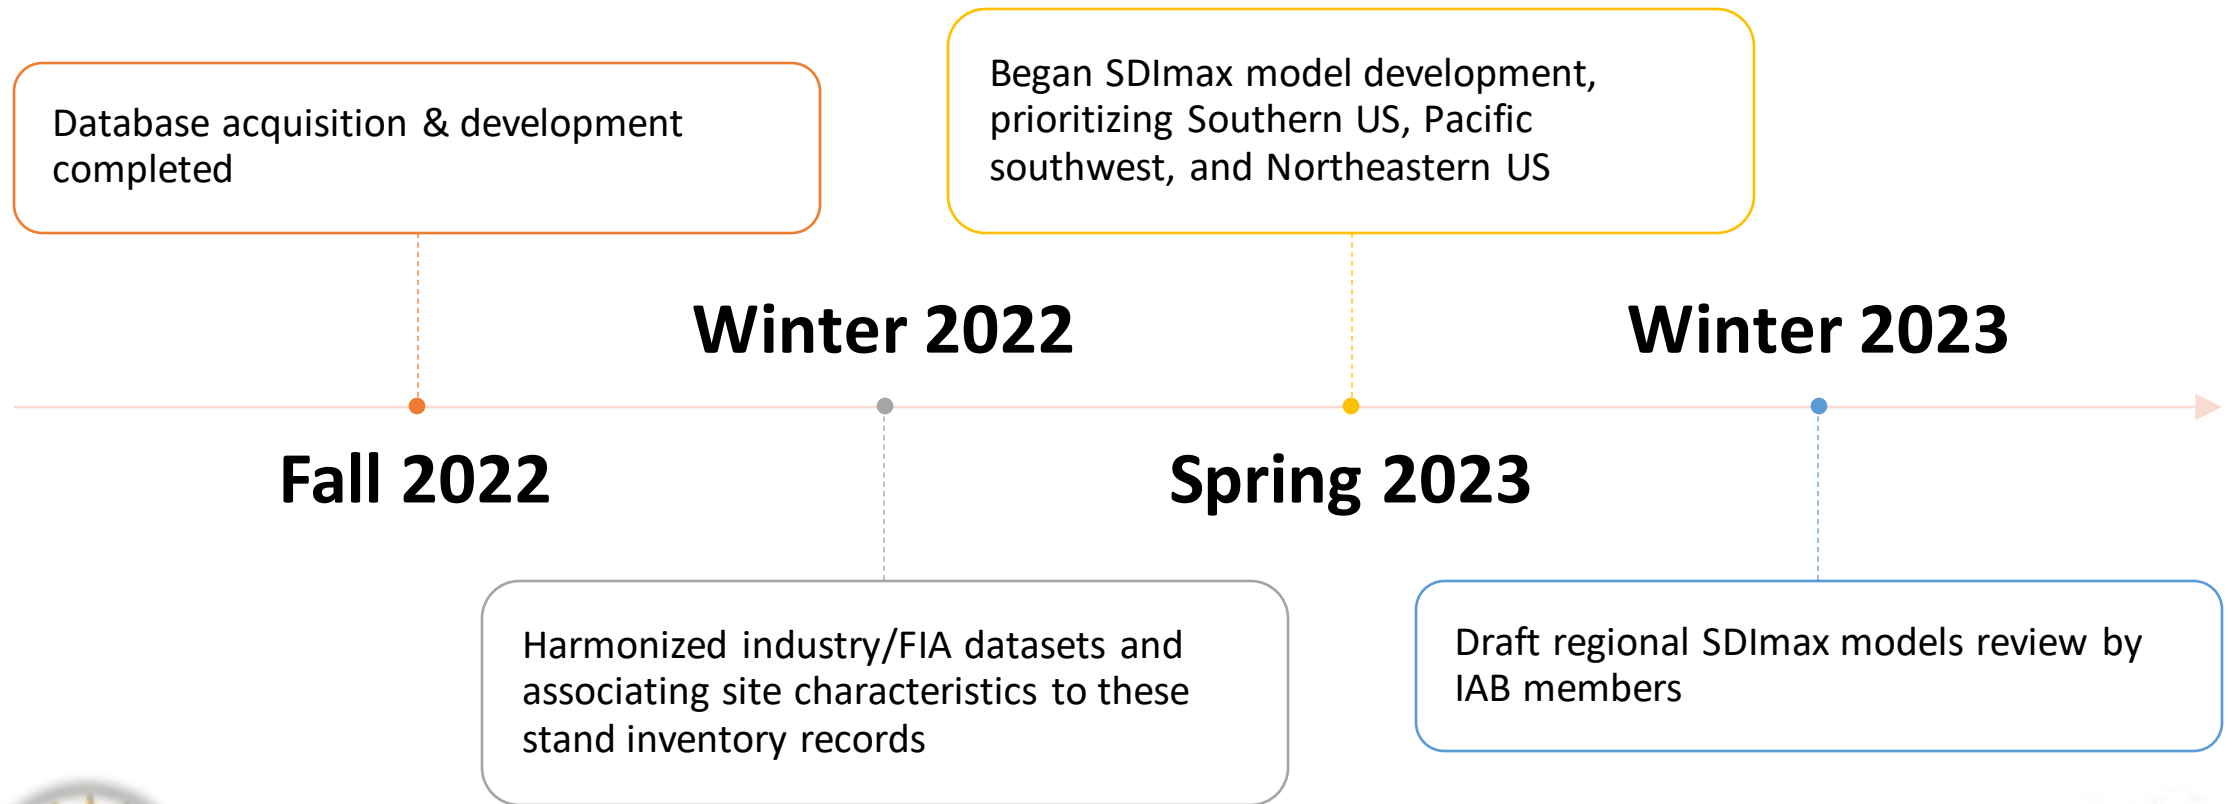 Database acquisition & development
completed
Began SDImax model development,
prioritizing Southern US, Pacific
southwest, and Northeastern US
Winter 2022
Winter 2023
Fall 2022
Spring 2023
Harmonized industry/FIA datasets and
associating site characteristics to these
stand inventory records
Draft regional SDImax models review by
IAB members